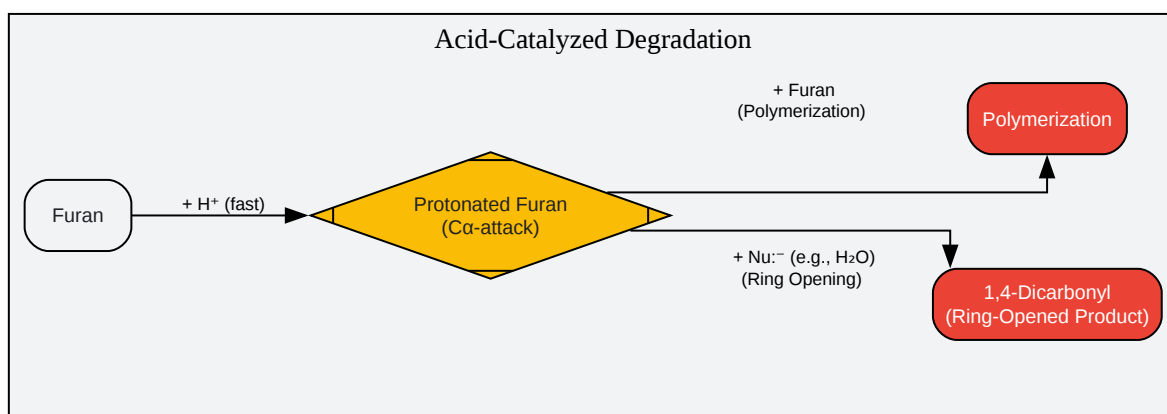 Acid-Catalyzed Degradation
+ Furan
(Polymerization)
Polymerization
Furan
+ H⁺ (fast)
Protonated Furan
(Cα-attack)
+ Nu:⁻ (e.g., H₂O)
(Ring Opening)
1,4-Dicarbonyl
(Ring-Opened Product)